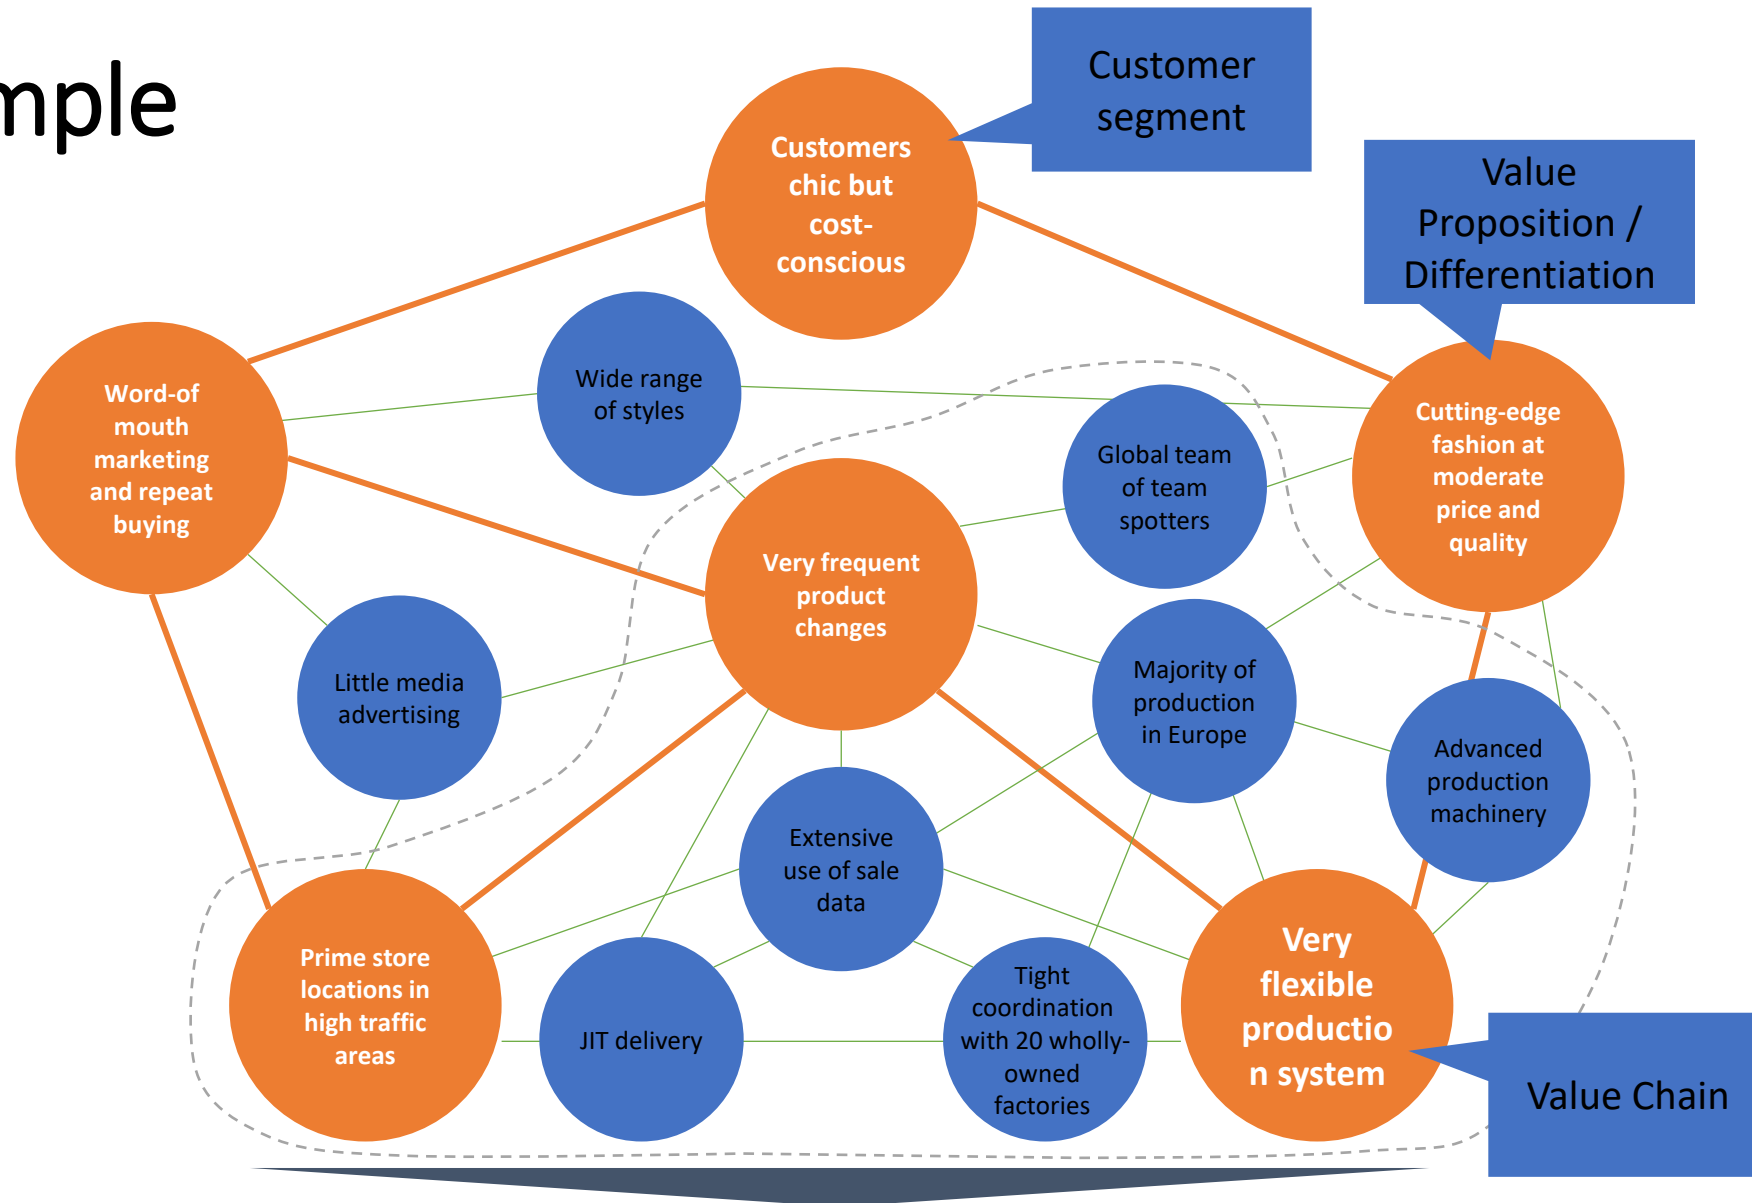 mple
Customer
segment
Customers
chic but
cost-
conscious
Value
Proposition /
Differentiation
Word-of
mouth
marketing
and repeat
buying
Wide range
of styles
Cutting-edge
fashion at
moderate
price and
quality
Global team
of team
spotters
Very frequent
product
changes
Little media
advertising
Majority of
production
in Europe
Advanced
production
machinery
Extensive
use of sale
data
Prime store
locations in
high traffic
areas
JIT delivery
Tight
coordination
with 20 wholly-
owned
factories
Very
flexible
productio
n system
Value Chain